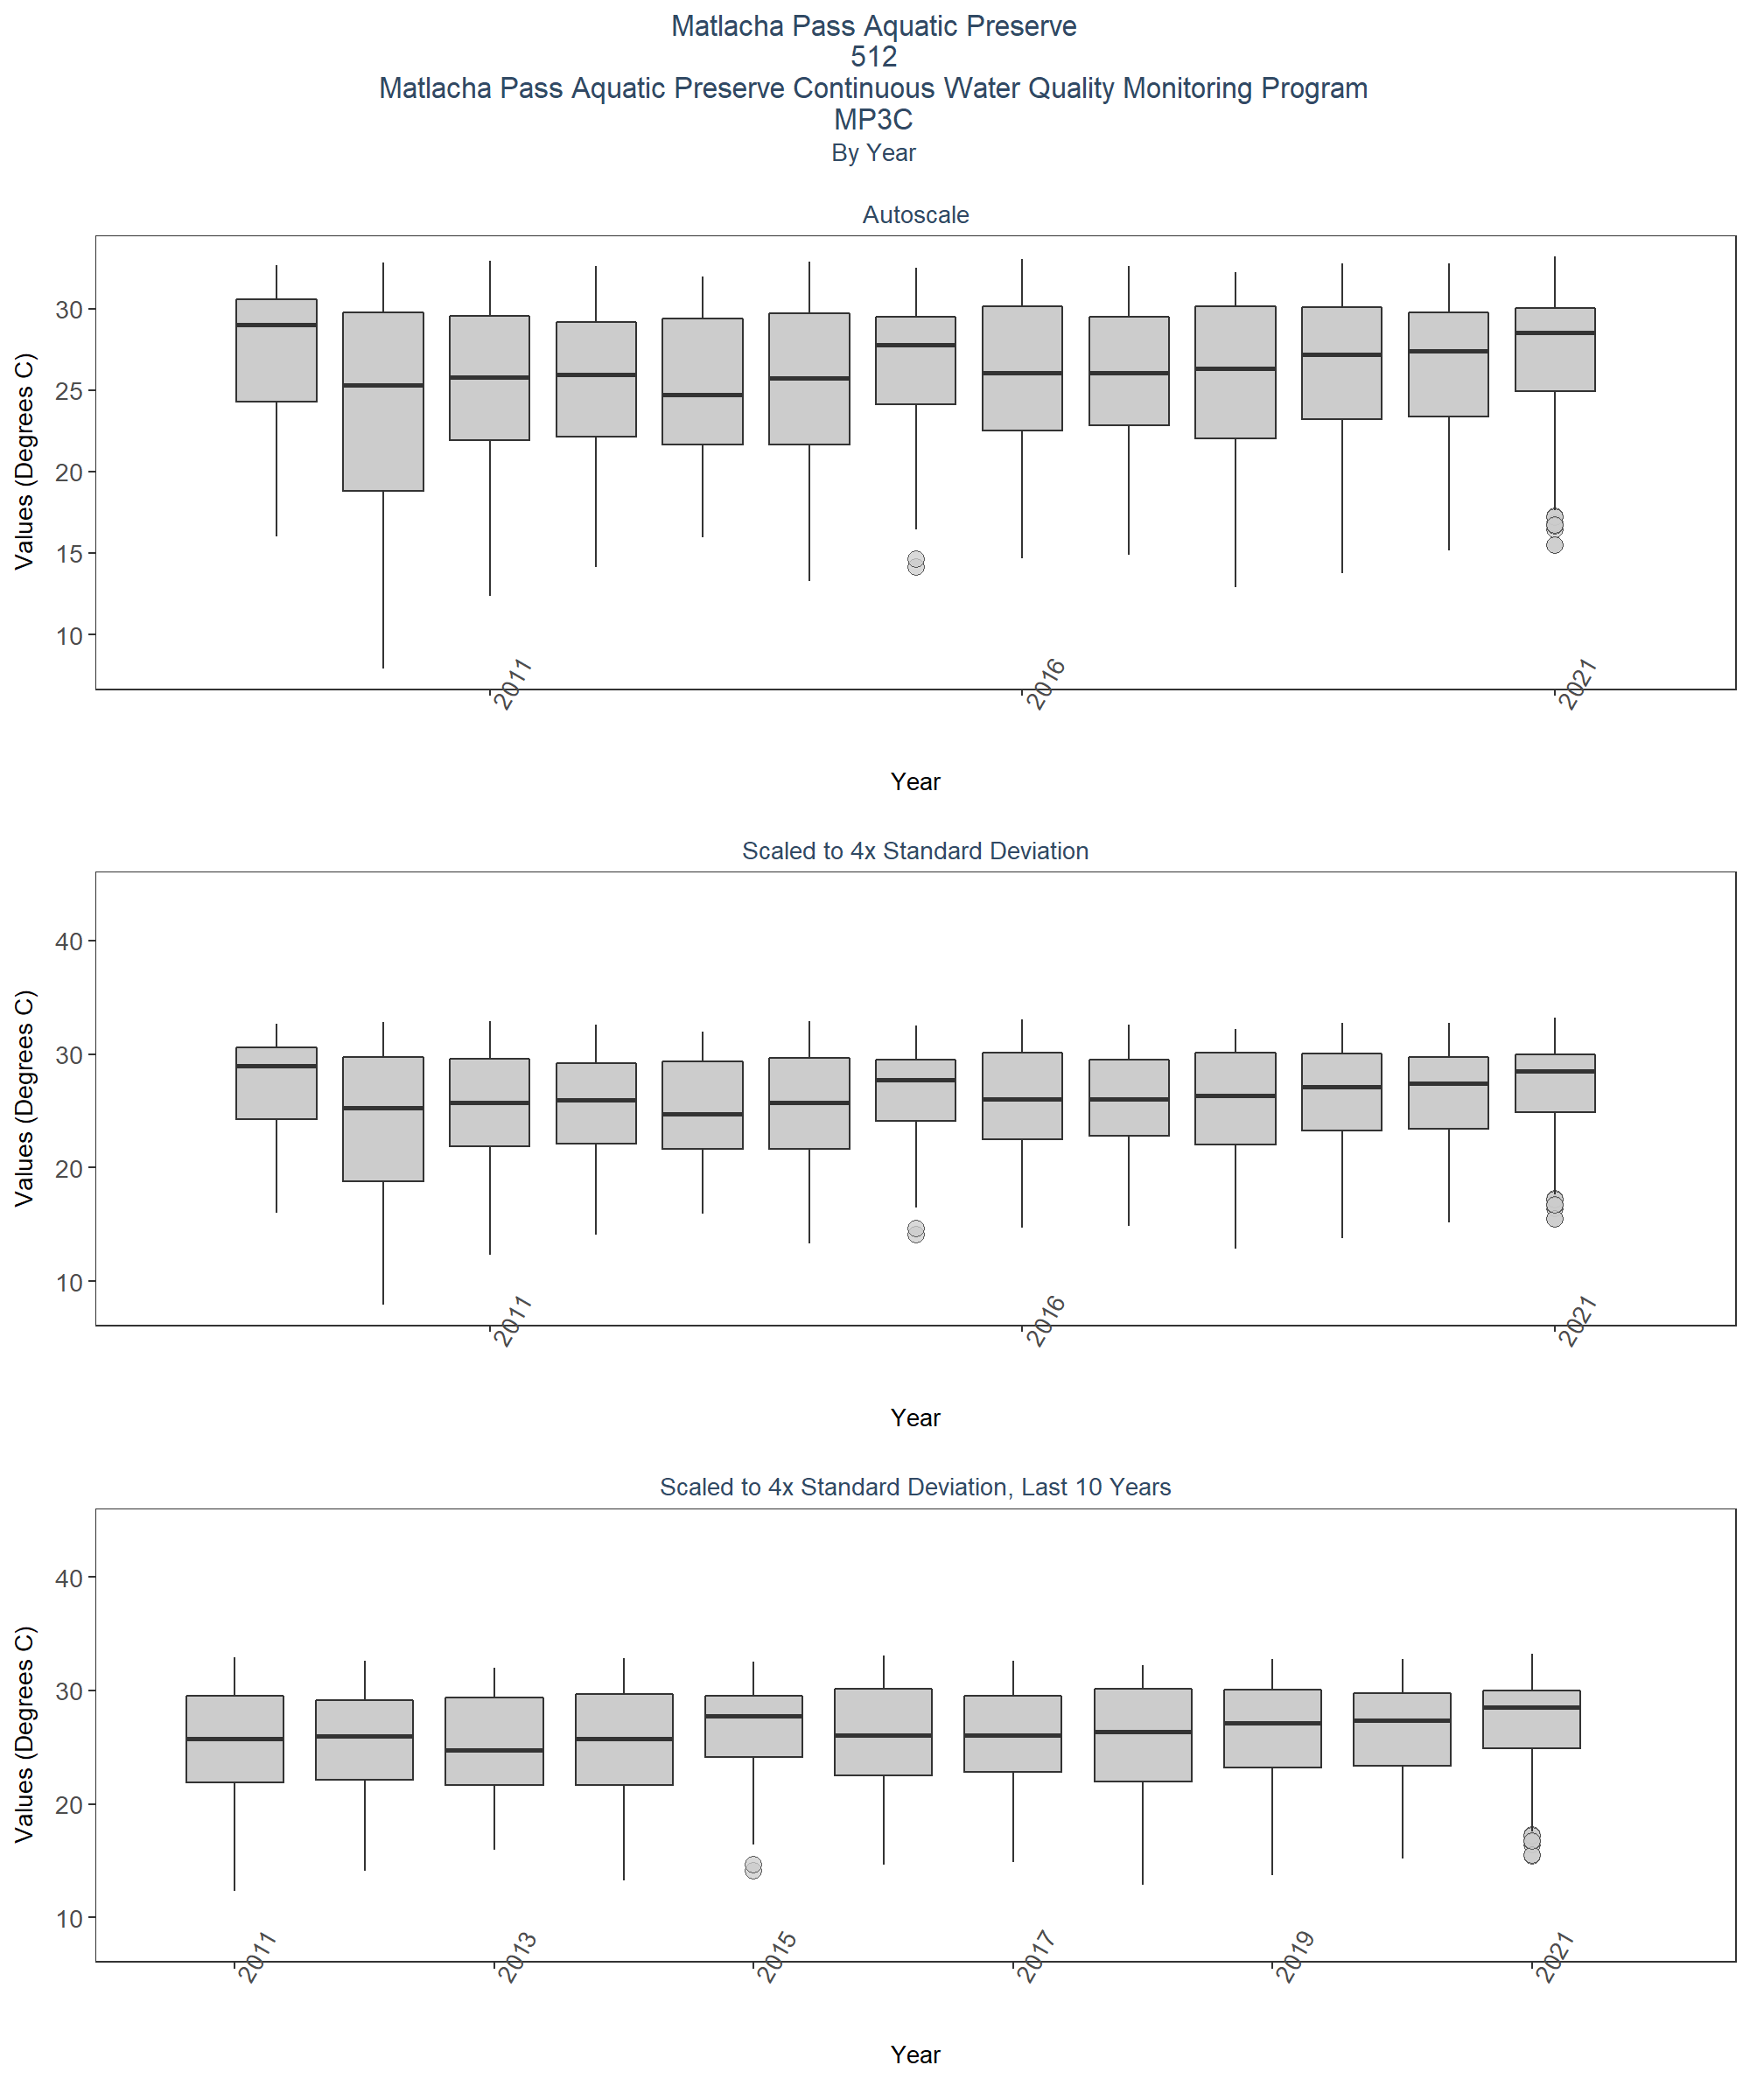 Matlacha Pass Aquatic Preserve
512
Matlacha Pass Aquatic Preserve Continuous Water Quality Monitoring Program
MP3C
By Year
Autoscale
Values (Degrees C)
30
25
20
15
10
2011
2016
2021
Year
Scaled to 4x Standard Deviation
Values (Degrees C)
40
30
20
10
2011
2016
2021
Year
Scaled to 4x Standard Deviation, Last 10 Years
Values (Degrees C)
40
30
20
10
2011
2013
2015
2017
2019
2021
Year